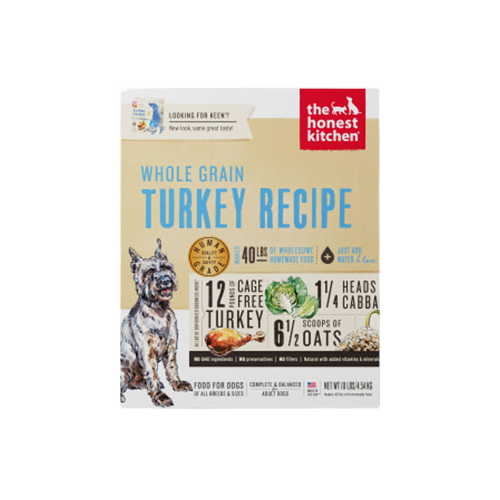 LOOKING FOR KEEN?
New look, same great taste!
the
honest
kitchen
WHOLE GRAIN
TURKEY RECIPE
HUMAN
GRADE
MAKES 40 LBS OF WHOLESOME
HOMEMADE FOOD
+ JUST ADD
WATER & love
12 POUNDS OF CAGE
FREE
TURKEY
1 1/4 HEADS
CABBA
6 1/2 SCOOPS OF
OATS
NO GMO ingredients
NO preservatives
NO fillers
Natural with added vitamins & minerals
FOOD FOR DOGS
OF ALL BREEDS & SIZES
COMPLETE & BALANCED
for
ADULT DOGS
NET WT 10 LBS/4.54KG